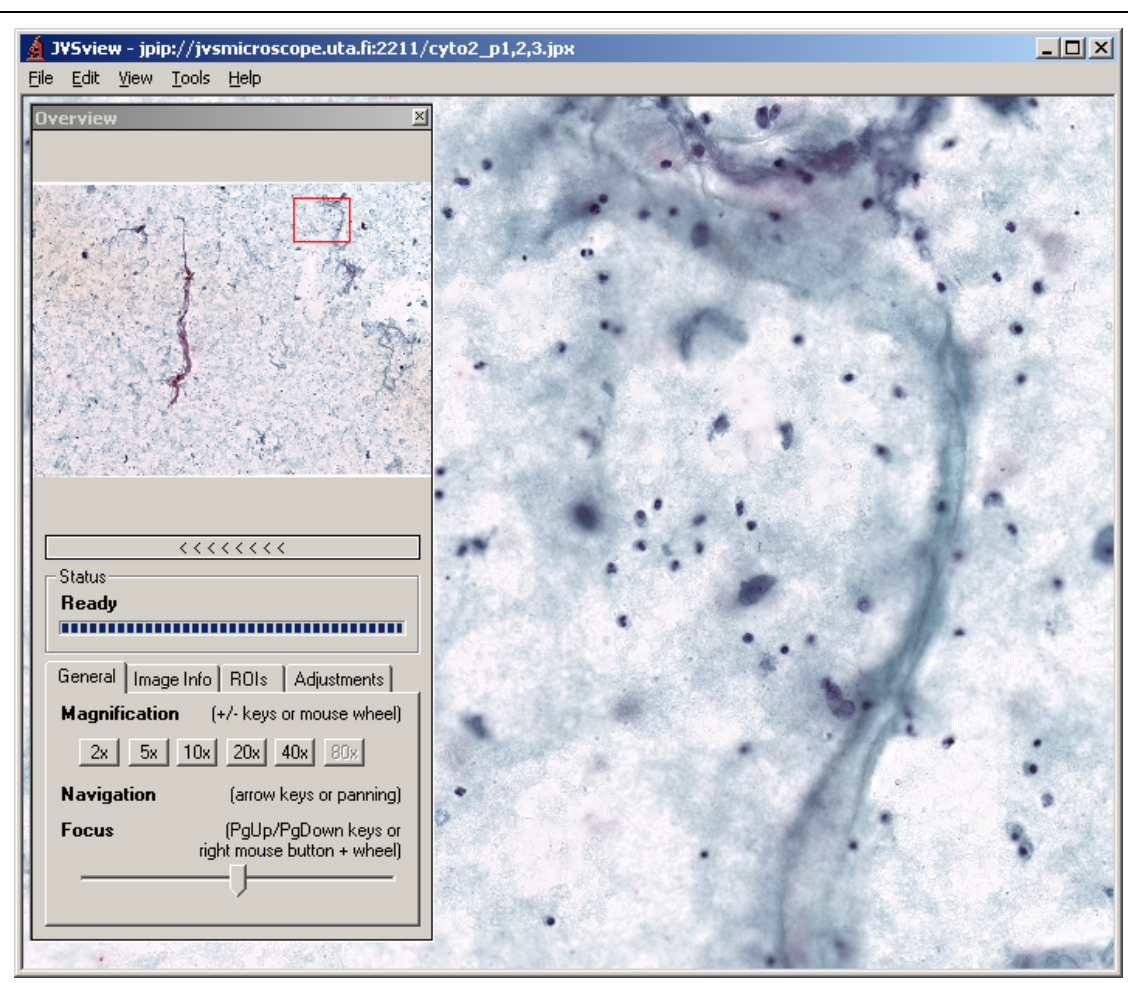 JVSview - jpip://jvsmicroscope.uta.fi:2211/cyto2_p1,2,3.jpx
File Edit View Tools Help
Overview
<<<<<<<<
Status
Ready
General Image Info ROIs Adjustments
Magnification (+/- keys or mouse wheel)
2x 5x 10x 20x 40x 80x
Navigation (arrow keys or panning)
Focus (PgUp/PgDown keys or
right mouse button + wheel)